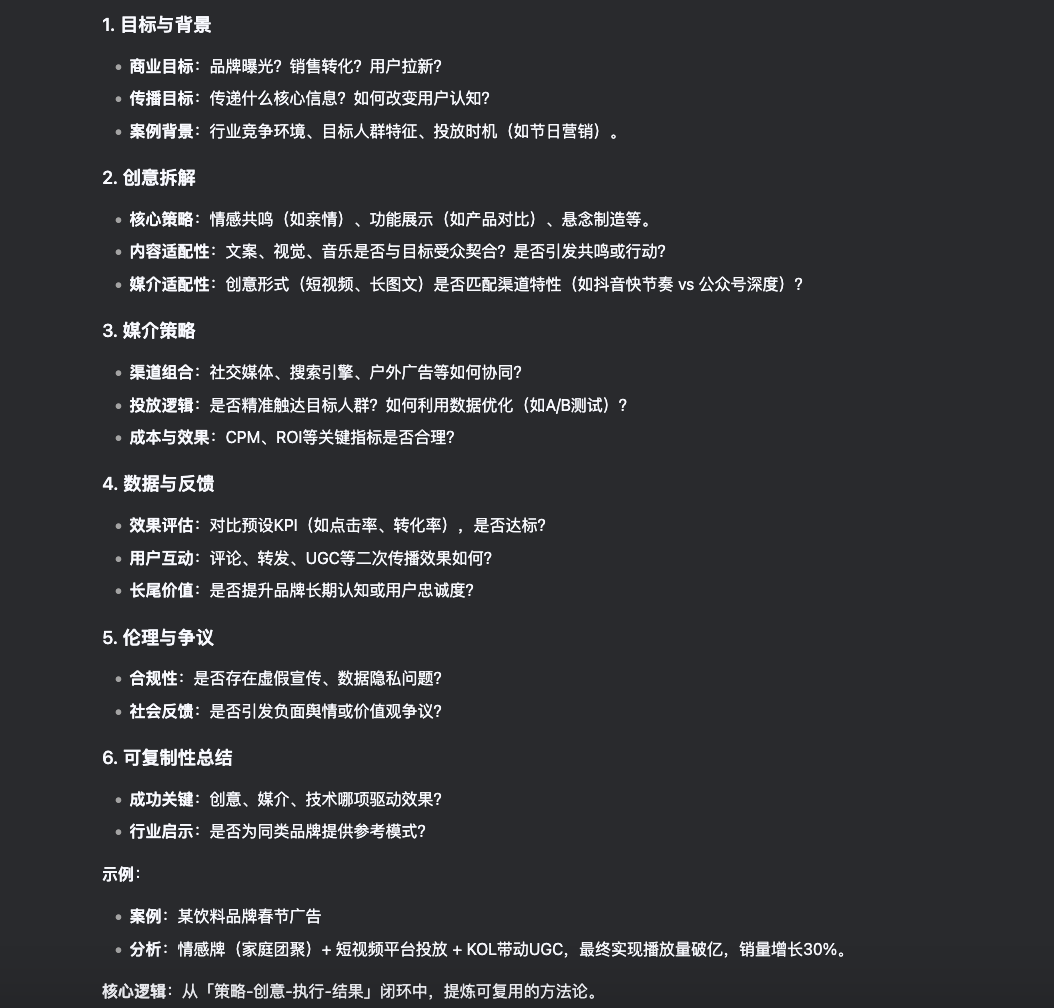 1. 目标与背景
商业目标：品牌曝光？销售转化？用户拉新？
传播目标：传递什么核心信息？如何改变用户认知？
案例背景：行业竞争环境、目标人群特征、投放时机（如节日营销）。
2. 创意拆解
核心策略：情感共鸣（如亲情）、功能展示（如产品对比）、悬念制造等。
内容适配性：文案、视觉、音乐是否与目标受众契合？是否引发共鸣或行动？
媒介适配性：创意形式（短视频、长图文）是否匹配渠道特性（如抖音快节奏 vs 公众号深度）？
3. 媒介策略
渠道组合：社交媒体、搜索引擎、户外广告等如何协同？
投放逻辑：是否精准触达目标人群？如何利用数据优化（如A/B测试）？
成本与效果：CPM、ROI等关键指标是否合理？
4. 数据与反馈
效果评估：对比预设KPI（如点击率、转化率），是否达标？
用户互动：评论、转发、UGC等二次传播效果如何？
长尾价值：是否提升品牌长期认知或用户忠诚度？
5. 伦理与争议
合规性：是否存在虚假宣传、数据隐私问题？
社会反馈：是否引发负面舆情或价值观争议？
6. 可复制性总结
成功关键：创意、媒介、技术哪项驱动效果？
行业启示：是否为同类品牌提供参考模式？
示例：
案例：某饮料品牌春节广告
分析：情感牌（家庭团聚）+ 短视频平台投放 + KOL带动UGC，最终实现播放量破亿，销量增长30%。
核心逻辑：从「策略-创意-执行-结果」闭环中，提炼可复用的方法论。